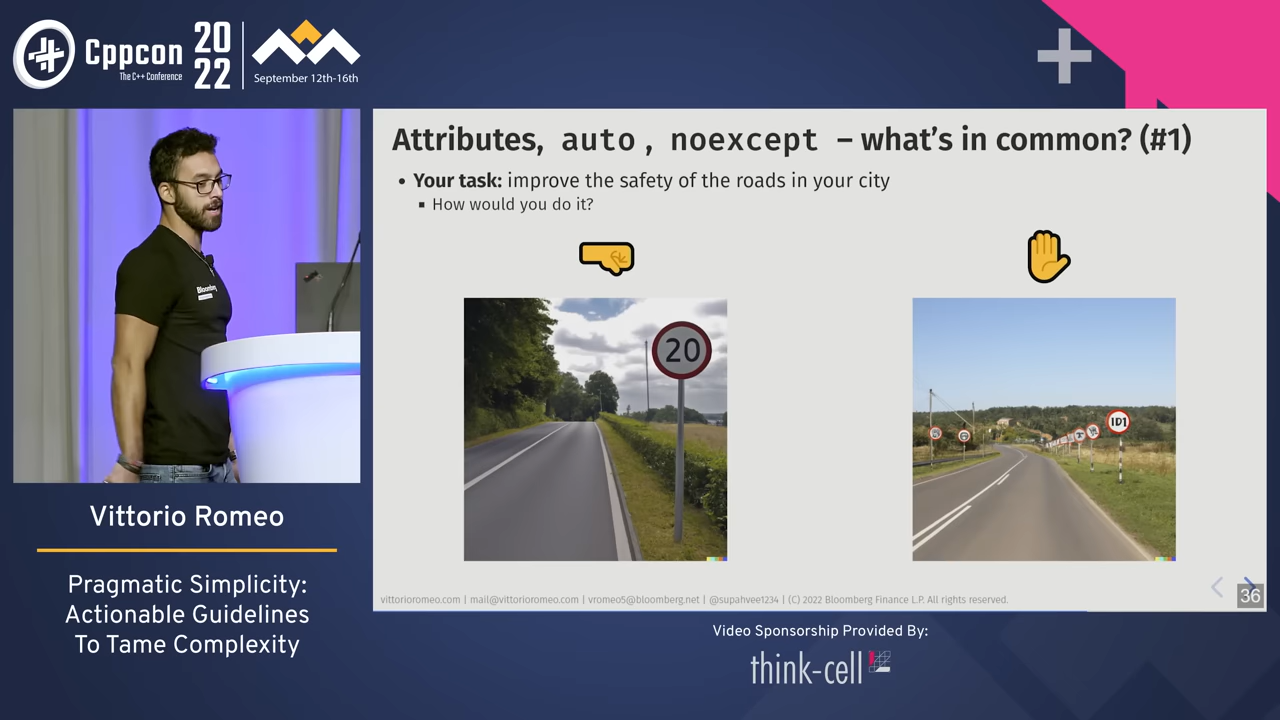 Cppcon
The C++ Conference
20
22
September 12th-16th
Attributes, auto, noexcept – what's in common? (#1)
• Your task: improve the safety of the roads in your city
▪ How would you do it?
20
1D1
Bloomberg
vittorioromeo.com | mail@vittorioromeo.com | vromeo5@bloomberg.net | @supahvee1234 | (C) 2022 Bloomberg Finance L.P. All rights reserved.
36
Vittorio Romeo
Pragmatic Simplicity:
Actionable Guidelines
To Tame Complexity
Video Sponsorship Provided By:
think-cell